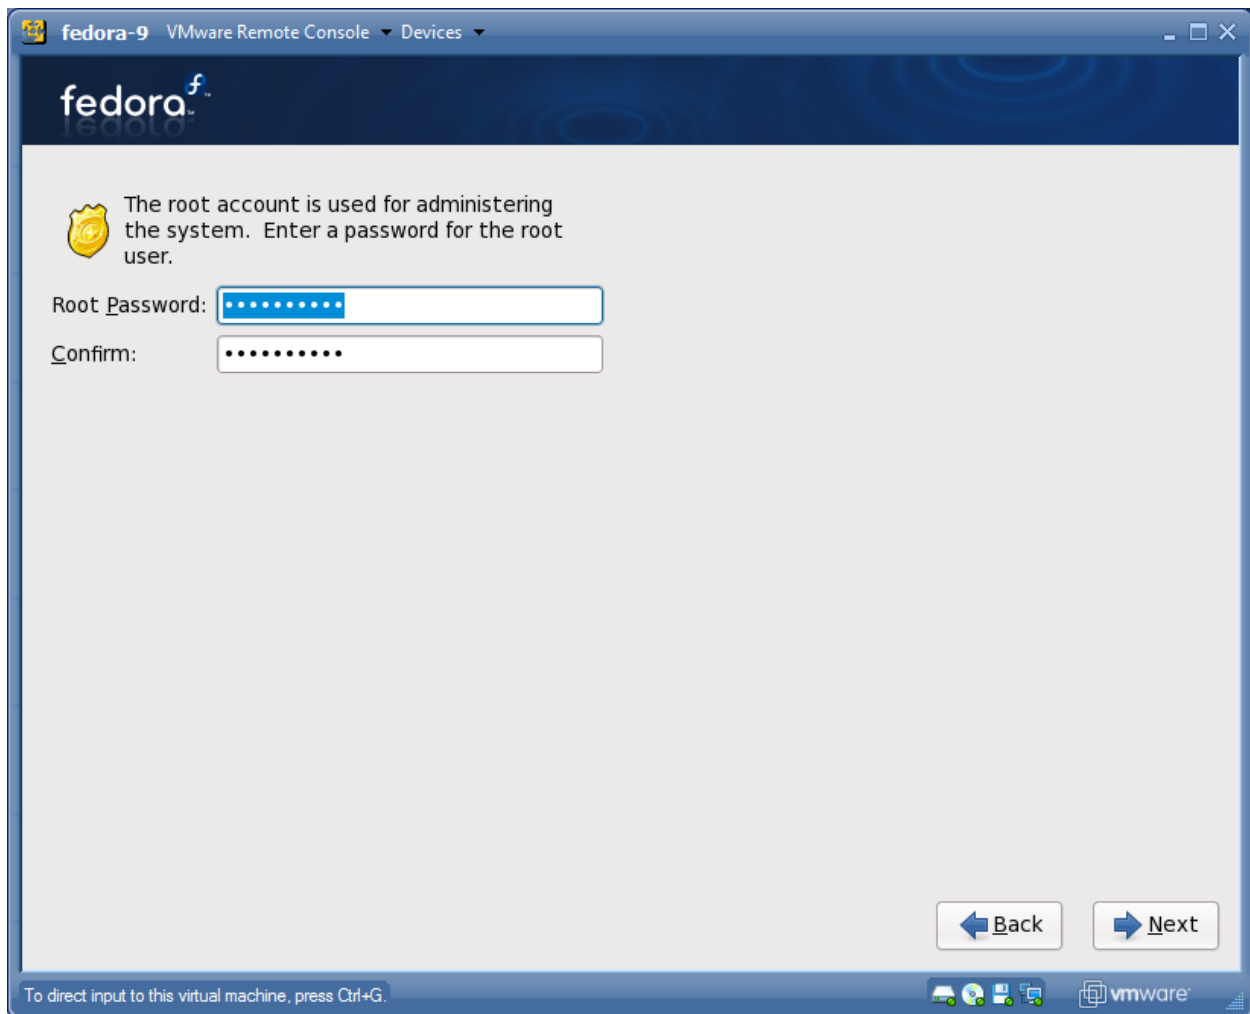 fedora-9 VMware Remote Console Devices
fedora
The root account is used for administering
the system. Enter a password for the root
user.
Root Password: ••••••••••
Confirm: ••••••••••
Back Next
To direct input to this virtual machine, press Ctrl+G.
vmware